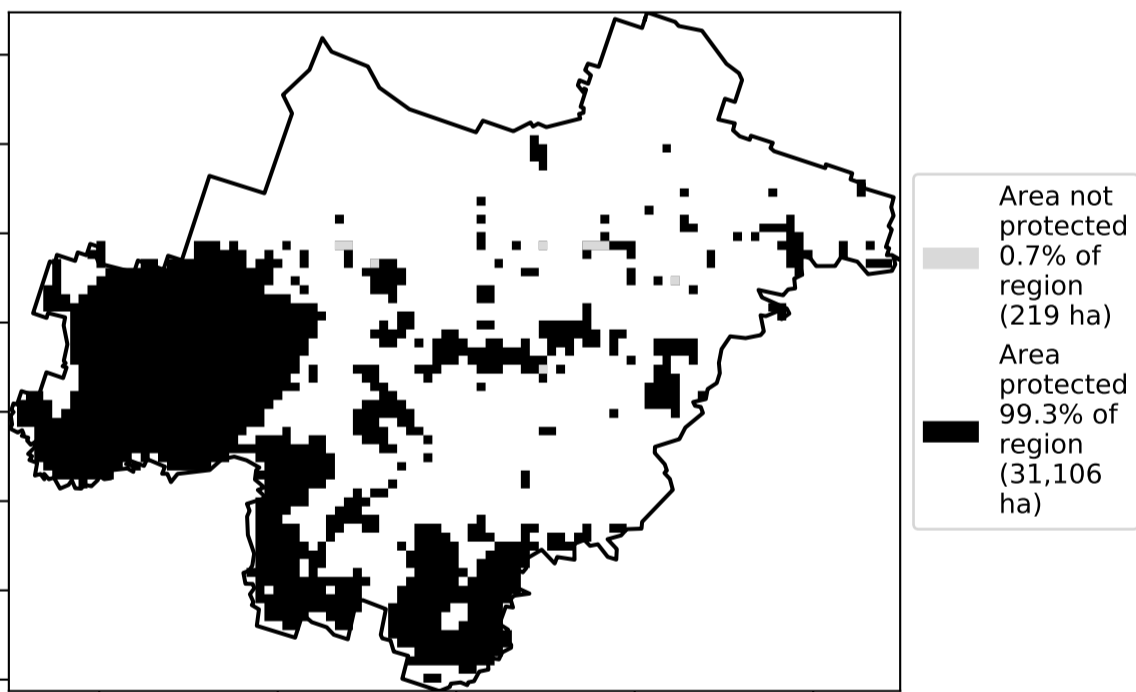 Area not
protected
0.7% of
region
(219 ha)
Area
protected
99.3% of
region
(31,106
ha)